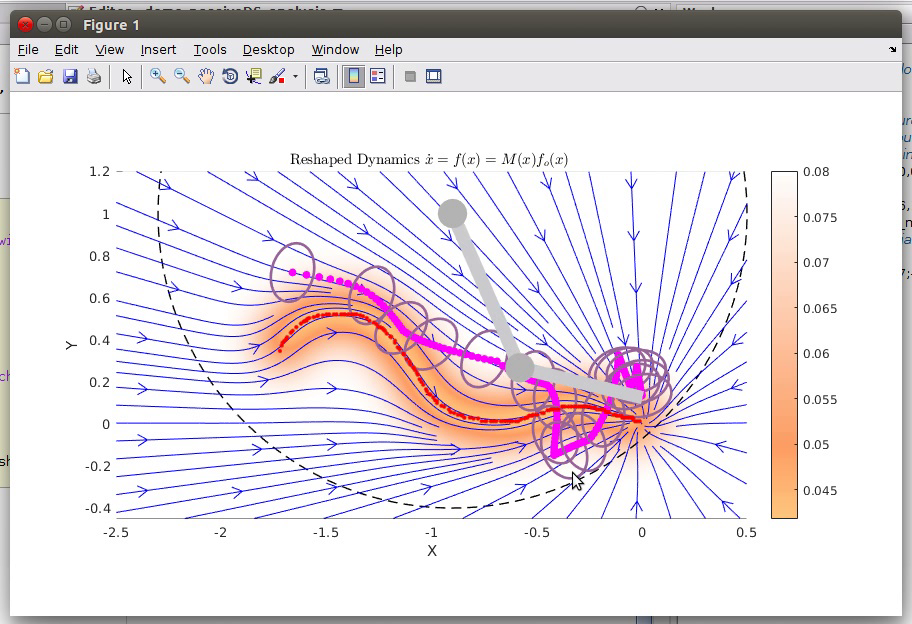 Figure 1
File Edit View Insert Tools Desktop Window Help
Reshaped Dynamics ẋ = f(x) = M(x)fₒ(x)
1.2
1
0.8
0.6
0.4
0.2
0
-0.2
-0.4
Y
-2.5 -2 -1.5 -1 -0.5 0 0.5
X
0.08
0.075
0.07
0.065
0.06
0.055
0.05
0.045